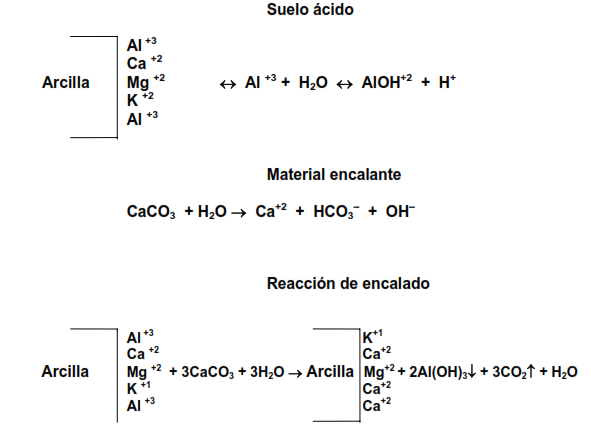 Suelo ácido
Al +3
Ca +2
Arcilla Mg +2 ↔ Al +3 + H₂O ↔ AlOH⁺² + H⁺
K +2
Al +3
Material encalante
CaCO₃ + H₂O → Ca⁺² + HCO₃⁻ + OH⁻
Reacción de encalado
Al +3 K⁺¹
Ca +2 Ca⁺²
Arcilla Mg +2 + 3CaCO₃ + 3H₂O → Arcilla Mg⁺² + 2Al(OH)₃↓ + 3CO₂↑ + H₂O
K +1 Ca⁺²
Al +3 Ca⁺²